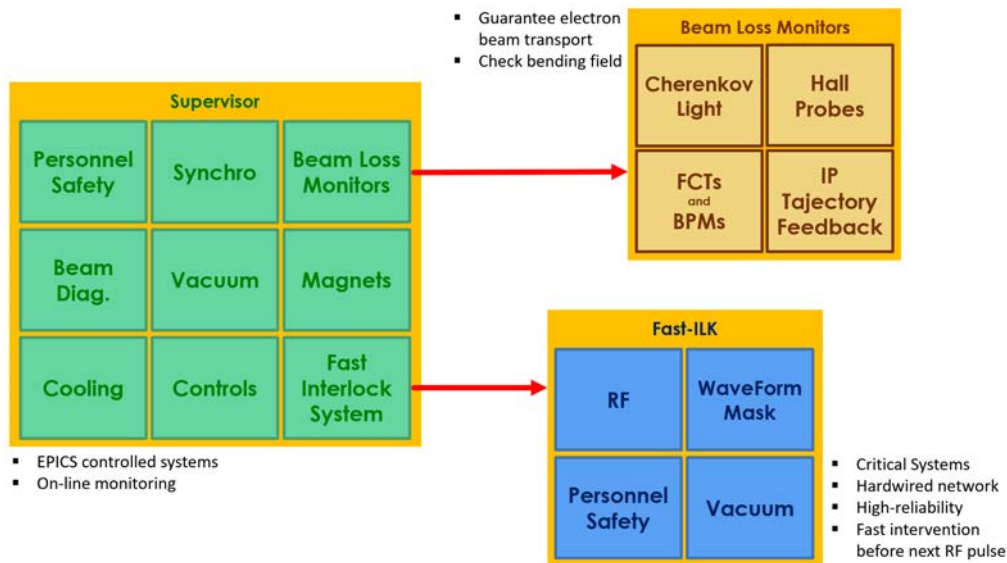 ▪ Guarantee electron
beam transport
▪ Check bending field
Beam Loss Monitors
Cherenkov
Light
Hall
Probes
FCTs
and
BPMs
IP
Tajectory
Feedback
Supervisor
Personnel
Safety
Synchro
Beam Loss
Monitors
Beam
Diag.
Vacuum
Magnets
Cooling
Controls
Fast
Interlock
System
▪ EPICS controlled systems
▪ On-line monitoring
Fast-ILK
RF
WaveForm
Mask
Personnel
Safety
Vacuum
▪ Critical Systems
▪ Hardwired network
▪ High-reliability
▪ Fast intervention
before next RF pulse